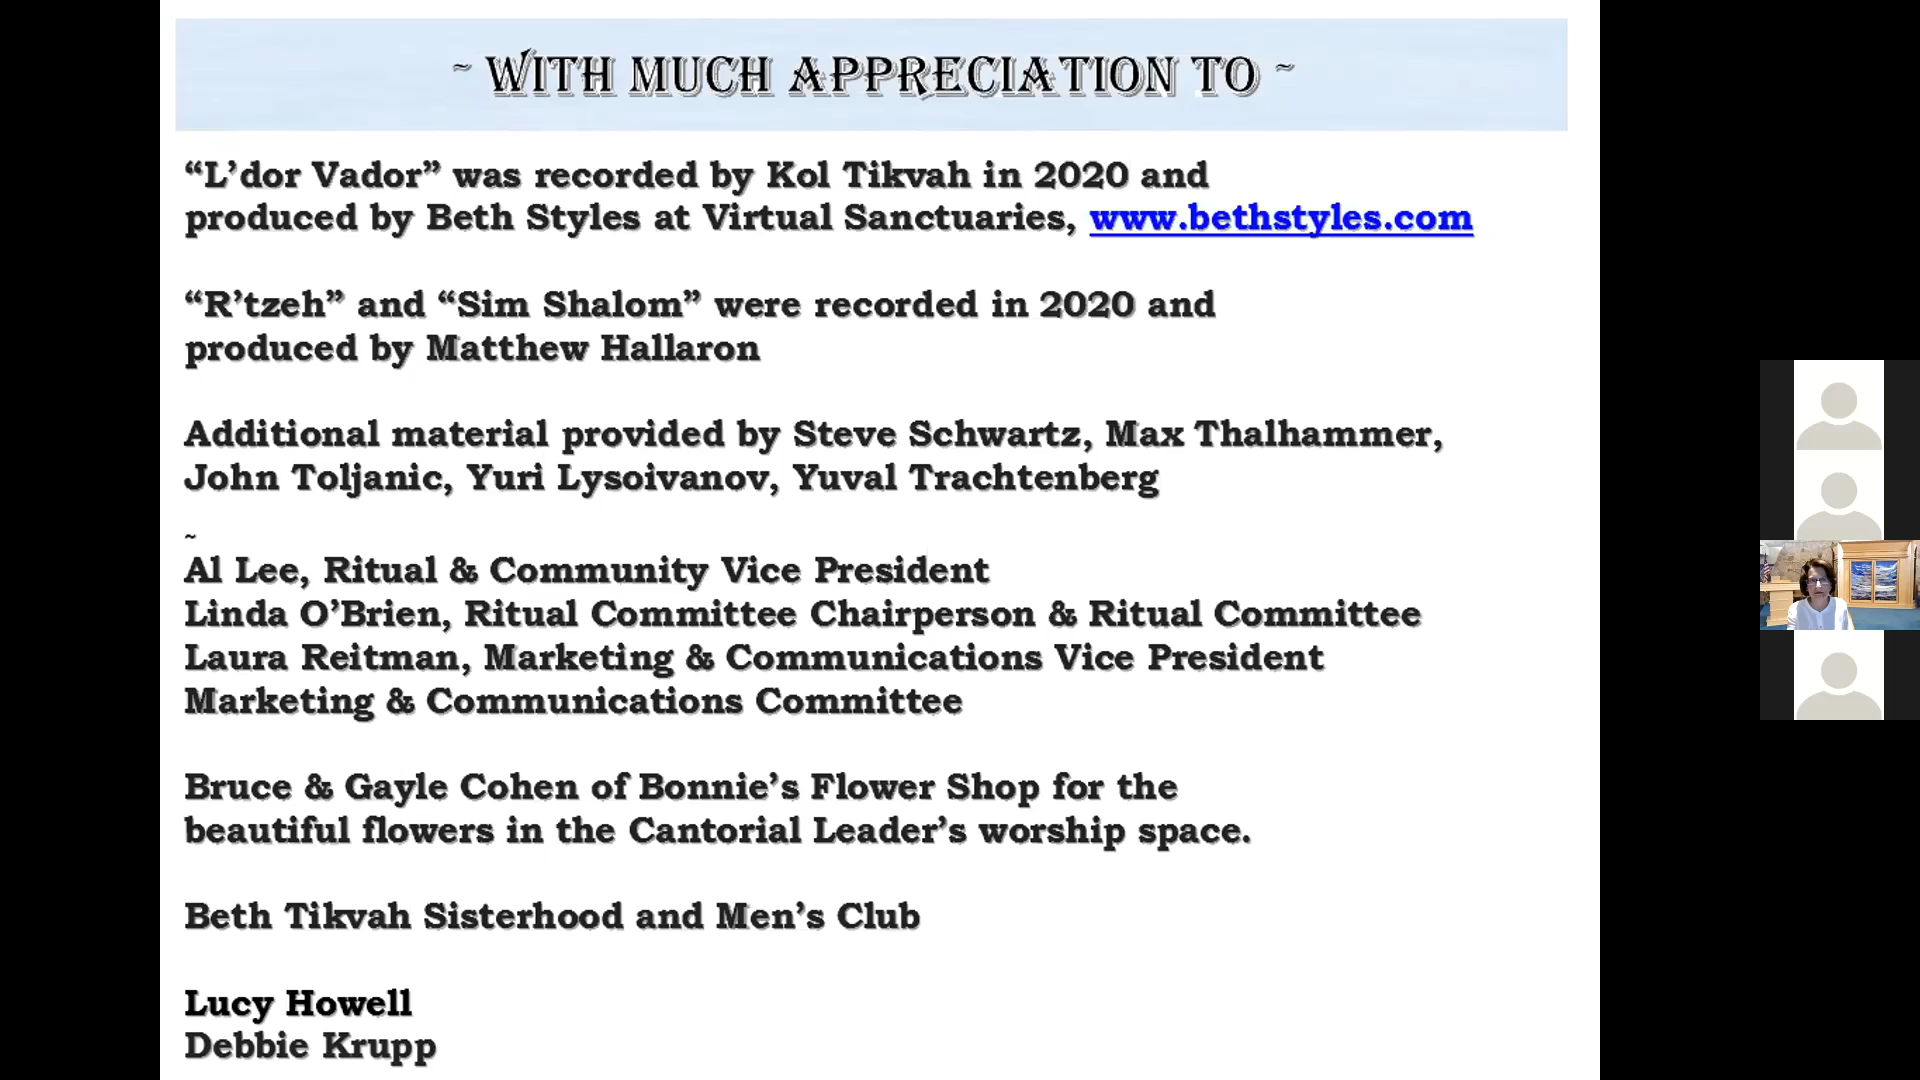 ~ WITH MUCH APPRECIATION TO ~
“L’dor Vador” was recorded by Kol Tikvah in 2020 and
produced by Beth Styles at Virtual Sanctuaries, www.bethstyles.com
“R’tzeh” and “Sim Shalom” were recorded in 2020 and
produced by Matthew Hallaron
Additional material provided by Steve Schwartz, Max Thalhammer,
John Toljanic, Yuri Lysoivanov, Yuval Trachtenberg
~
Al Lee, Ritual & Community Vice President
Linda O’Brien, Ritual Committee Chairperson & Ritual Committee
Laura Reitman, Marketing & Communications Vice President
Marketing & Communications Committee
Bruce & Gayle Cohen of Bonnie’s Flower Shop for the
beautiful flowers in the Cantorial Leader’s worship space.
Beth Tikvah Sisterhood and Men’s Club
Lucy Howell
Debbie Krupp